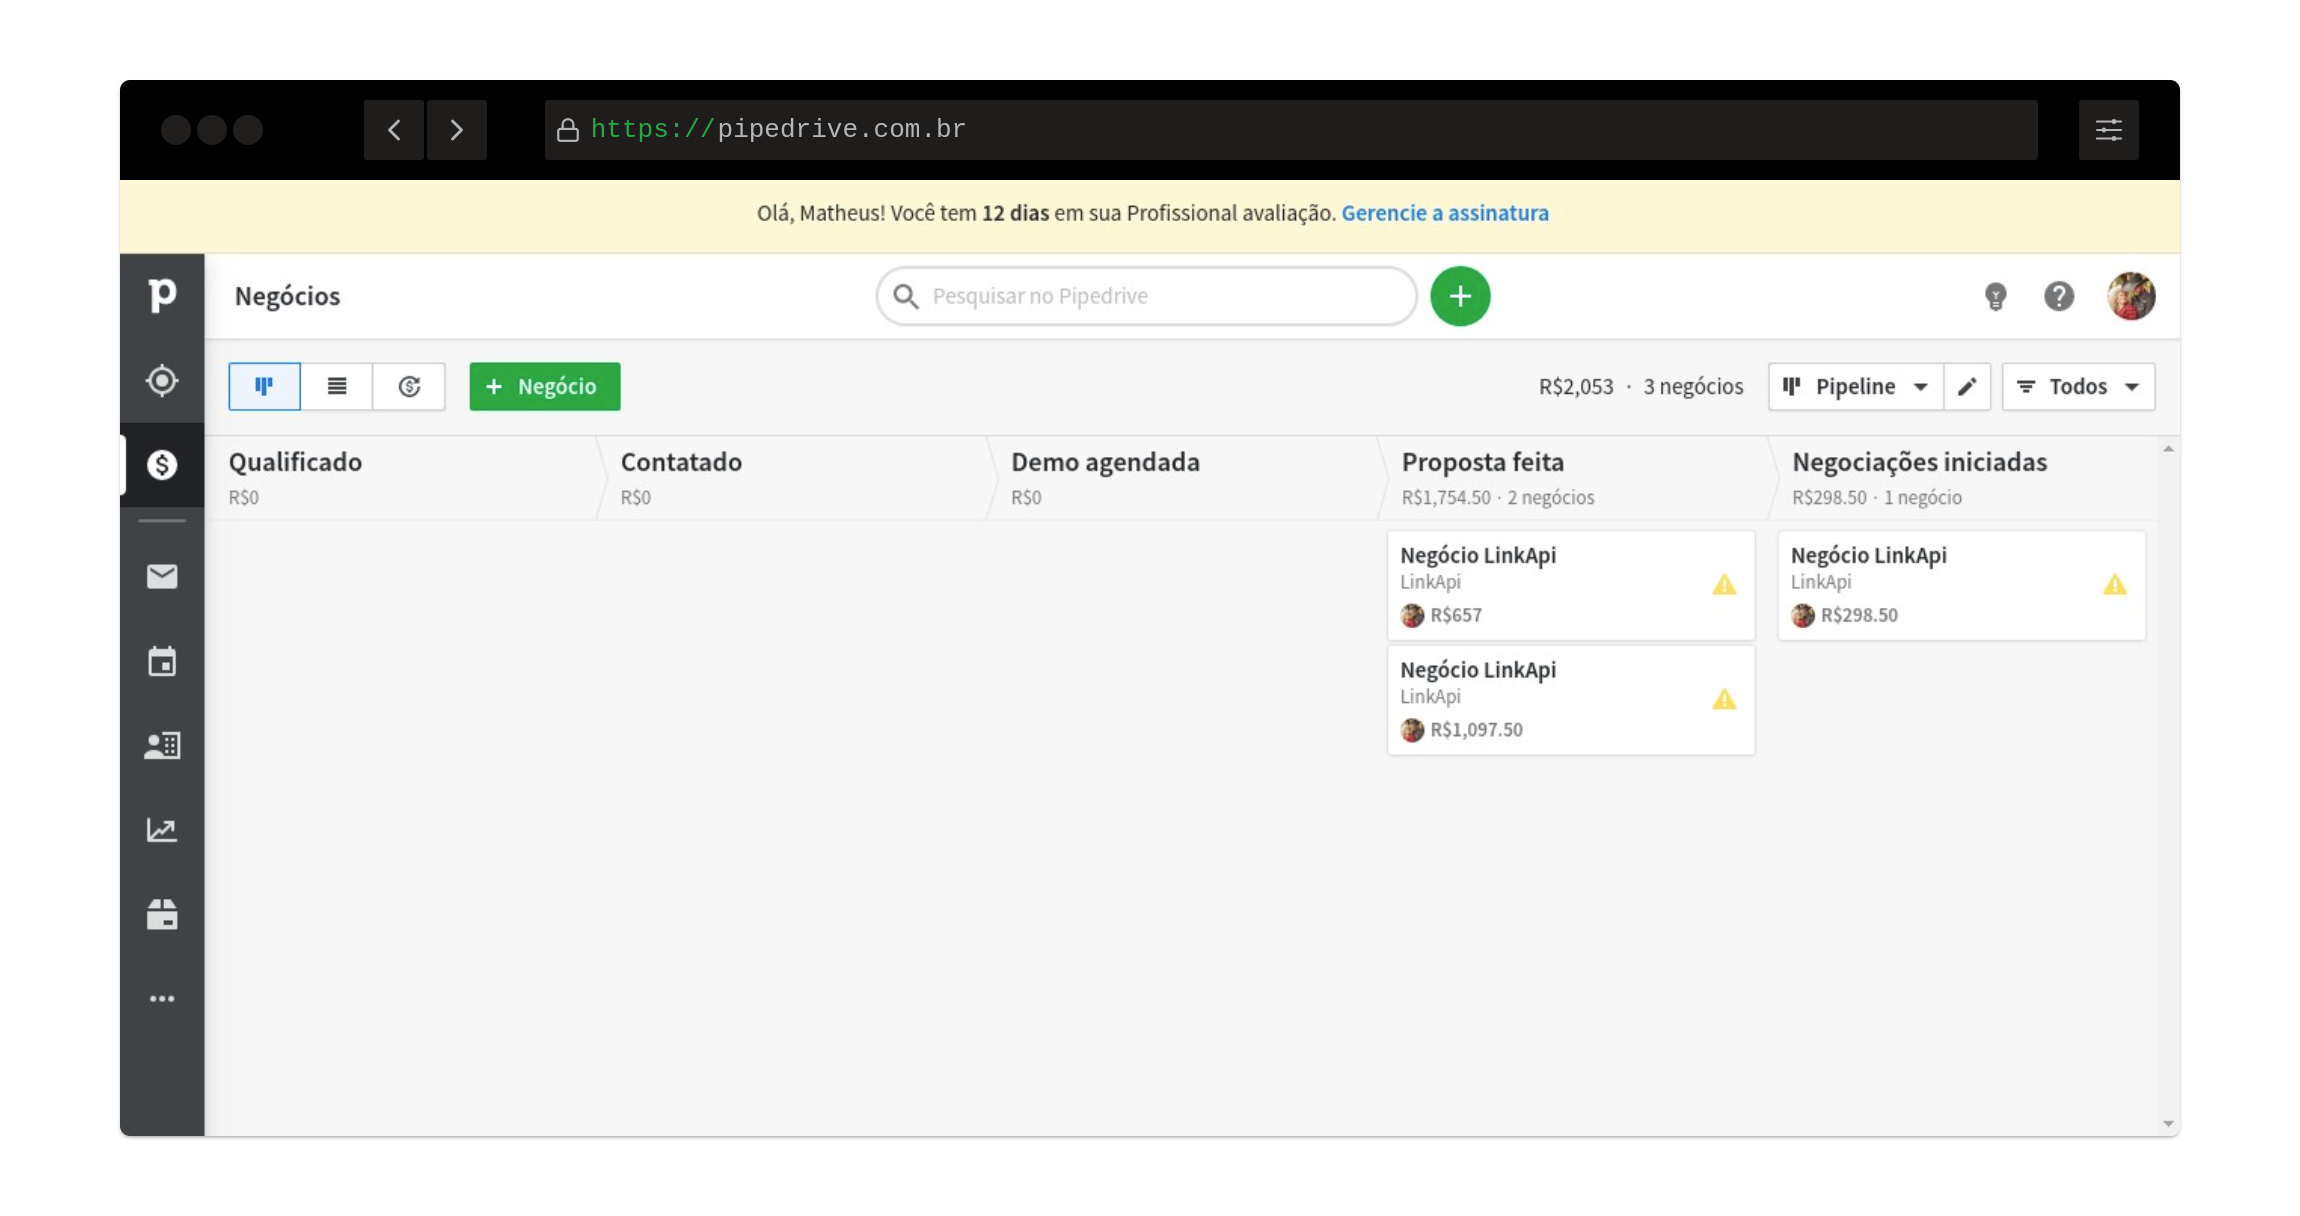 https://pipedrive.com.br
Olá, Matheus! Você tem 12 dias em sua Profissional avaliação. Gerencie a assinatura
p
Negócios
Pesquisar no Pipedrive
+ Negócio
R$2,053 · 3 negócios
Pipeline
Todos
Qualificado
R$0
Contatado
R$0
Demo agendada
R$0
Proposta feita
R$1,754.50 · 2 negócios
Negociações iniciadas
R$298.50 · 1 negócio
Negócio LinkApi
LinkApi
R$657
Negócio LinkApi
LinkApi
R$1,097.50
Negócio LinkApi
LinkApi
R$298.50